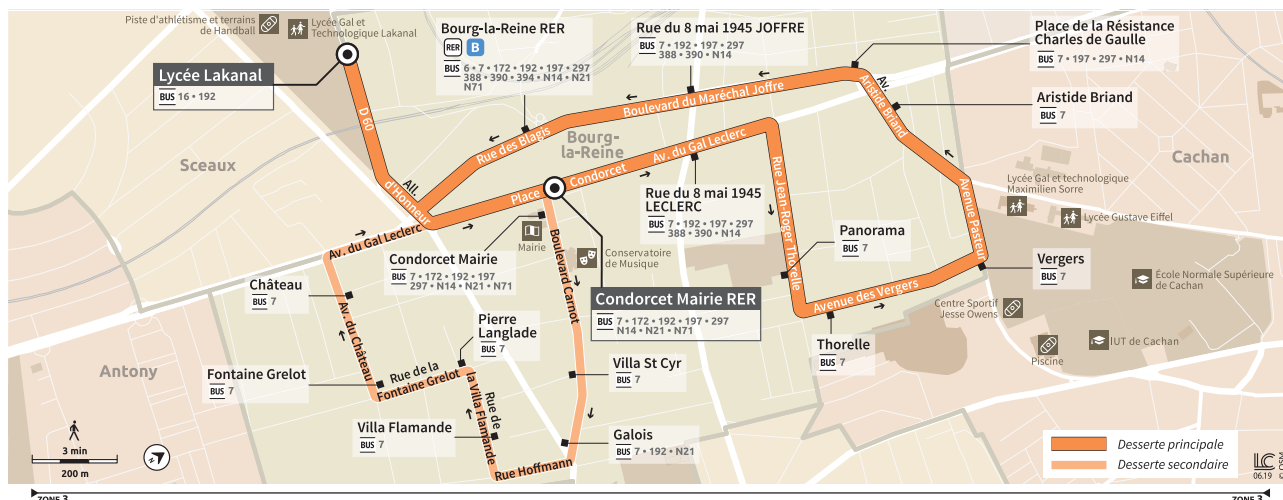 Piste d'athlétisme et terrains
de Handball
Lycée Gal et
Technologique Lakanal
Lycée Lakanal
BUS 16 • 192
Bourg-la-Reine RER
RER B
BUS 6 • 7 • 172 • 192 • 197 • 297
388 • 390 • 394 • N14 • N21
N71
Rue du 8 mai 1945 JOFFRE
BUS 7 • 192 • 197 • 297
388 • 390 • N14
Place de la Résistance
Charles de Gaulle
BUS 7 • 197 • 297 • N14
Aristide Briand
BUS 7
D 60
All.
d'Honneur
Rue des Blagis
Boulevard du Maréchal Joffre
Av.
Aristide Briand
Bourg-
la-Reine
Sceaux
Cachan
Place Condorcet
Av. du Gal Leclerc
Av. du Gal Leclerc
Rue Jean-Roger Thorelle
Avenue Pasteur
Lycée Gal et technologique
Maximilien Sorre
Lycée Gustave Eiffel
Rue du 8 mai 1945
LECLERC
BUS 7 • 192 • 197 • 297
388 • 390 • N14
Panorama
BUS 7
Vergers
BUS 7
École Normale Supérieure
de Cachan
Mairie
Conservatoire
de Musique
Condorcet Mairie
BUS 7 • 172 • 192 • 197
297 • N14 • N21 • N71
Boulevard Carnot
Condorcet Mairie RER
BUS 7 • 172 • 192 • 197 • 297
N14 • N21 • N71
Avenue des Vergers
Centre Sportif
Jesse Owens
Château
BUS 7
Av. du Château
Pierre
Langlade
BUS 7
Thorelle
BUS 7
Piscine
IUT de Cachan
Antony
Fontaine Grelot
BUS 7
Rue de la
Fontaine Grelot
Villa St Cyr
BUS 7
Rue de
la Villa Flamande
Villa Flamande
BUS 7
Galois
BUS 7 • 192 • N21
Rue Hoffmann
3 min
200 m
Desserte principale
Desserte secondaire
LC
06.19
ZONE 3
ZONE 3